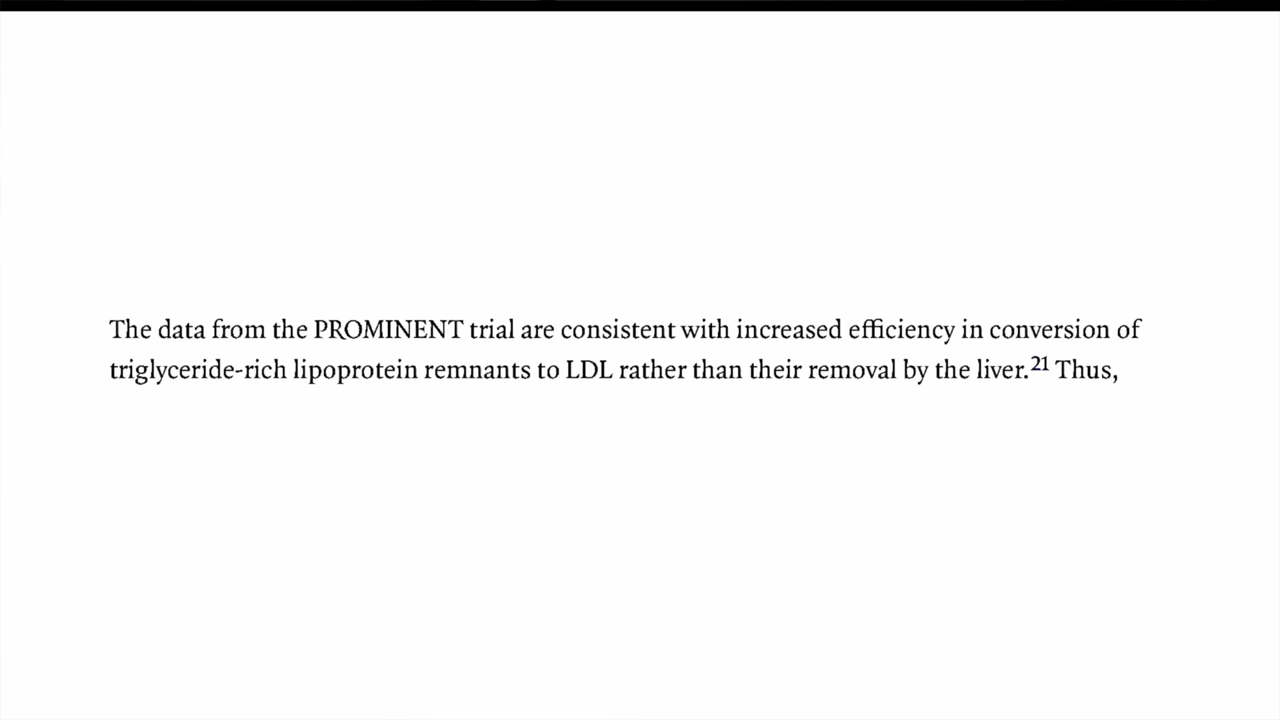 The data from the PROMINENT trial are consistent with increased efficiency in conversion of
triglyceride-rich lipoprotein remnants to LDL rather than their removal by the liver.21 Thus,